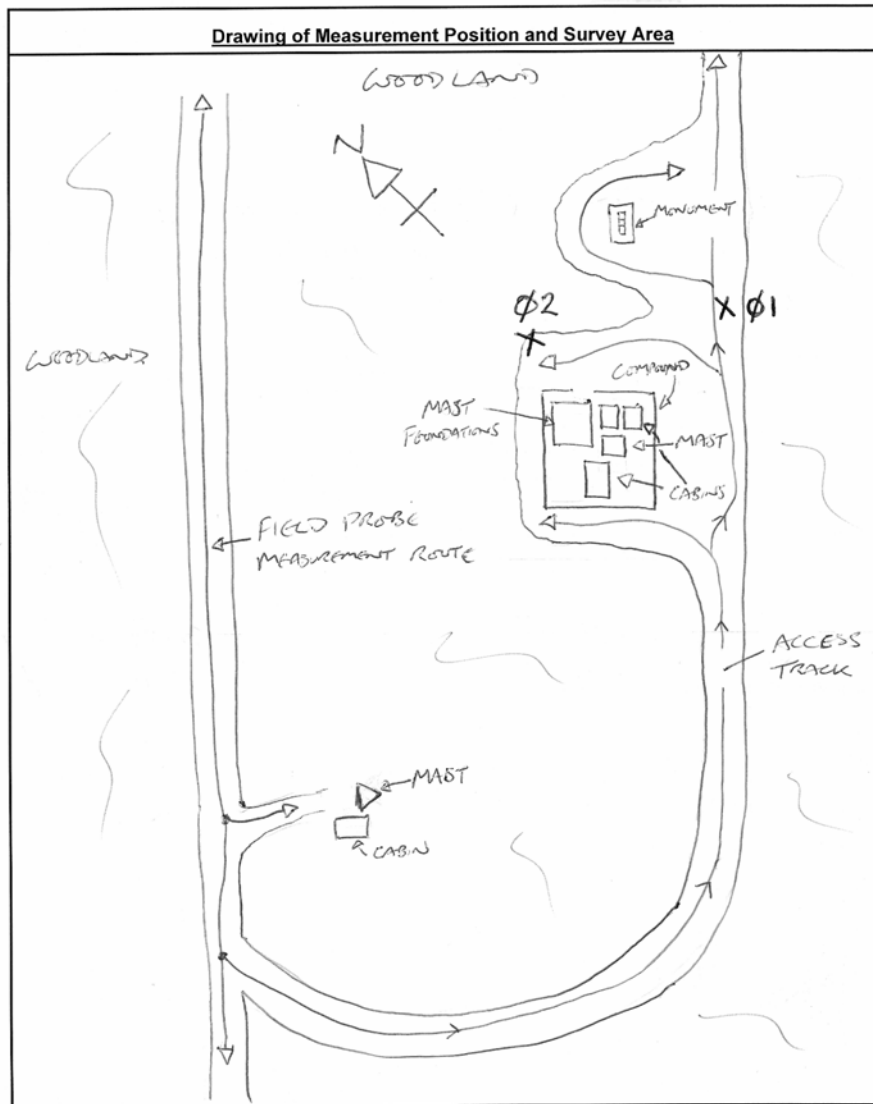 Drawing of Measurement Position and Survey Area
WOODLAND
N
MONUMENT
Ø2
X Ø1
X
WOODLAND
COMPOUND
MAST
FOUNDATIONS
MAST
CABINS
FIELD PROBE
MEASUREMENT ROUTE
ACCESS
TRACK
MAST
CABIN